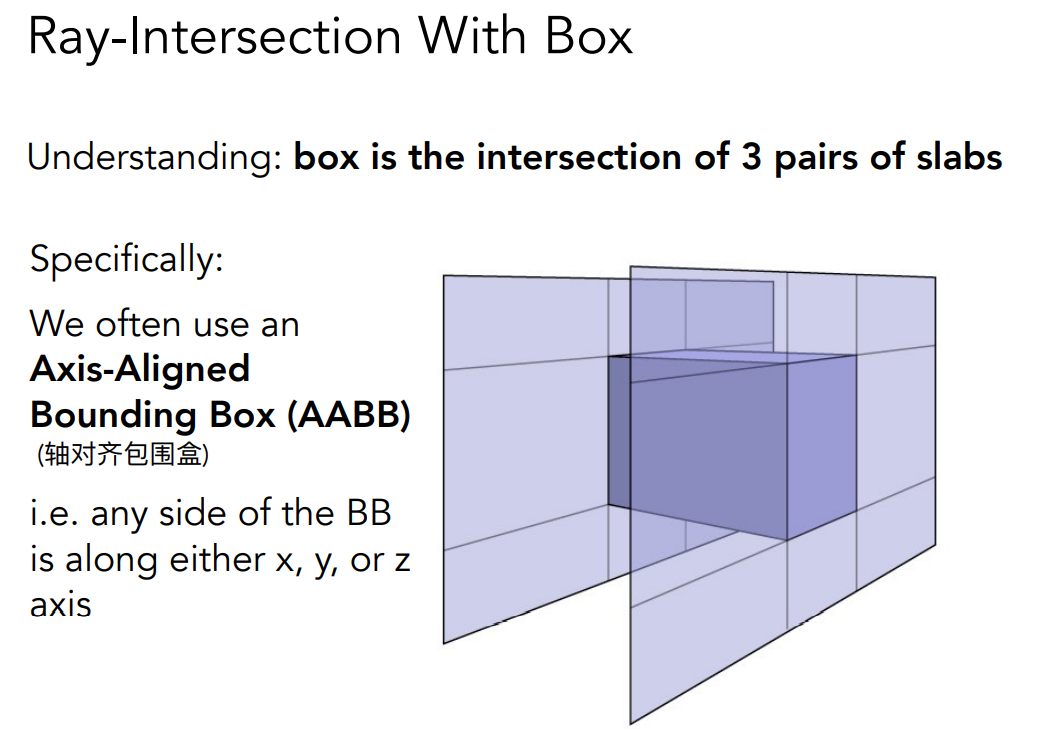 Ray-Intersection With Box
Understanding: box is the intersection of 3 pairs of slabs
Specifically:
We often use an
Axis-Aligned
Bounding Box (AABB)
(轴对齐包围盒)
i.e. any side of the BB
is along either x, y, or z
axis